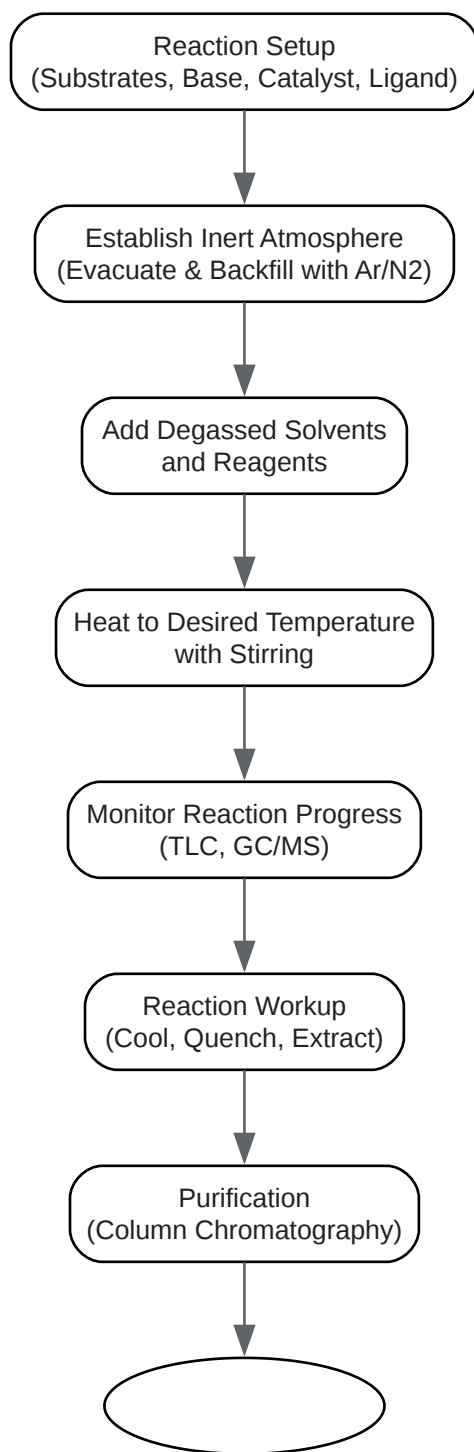 Reaction Setup
(Substrates, Base, Catalyst, Ligand)
Establish Inert Atmosphere
(Evacuate & Backfill with Ar/N2)
Add Degassed Solvents
and Reagents
Heat to Desired Temperature
with Stirring
Monitor Reaction Progress
(TLC, GC/MS)
Reaction Workup
(Cool, Quench, Extract)
Purification
(Column Chromatography)